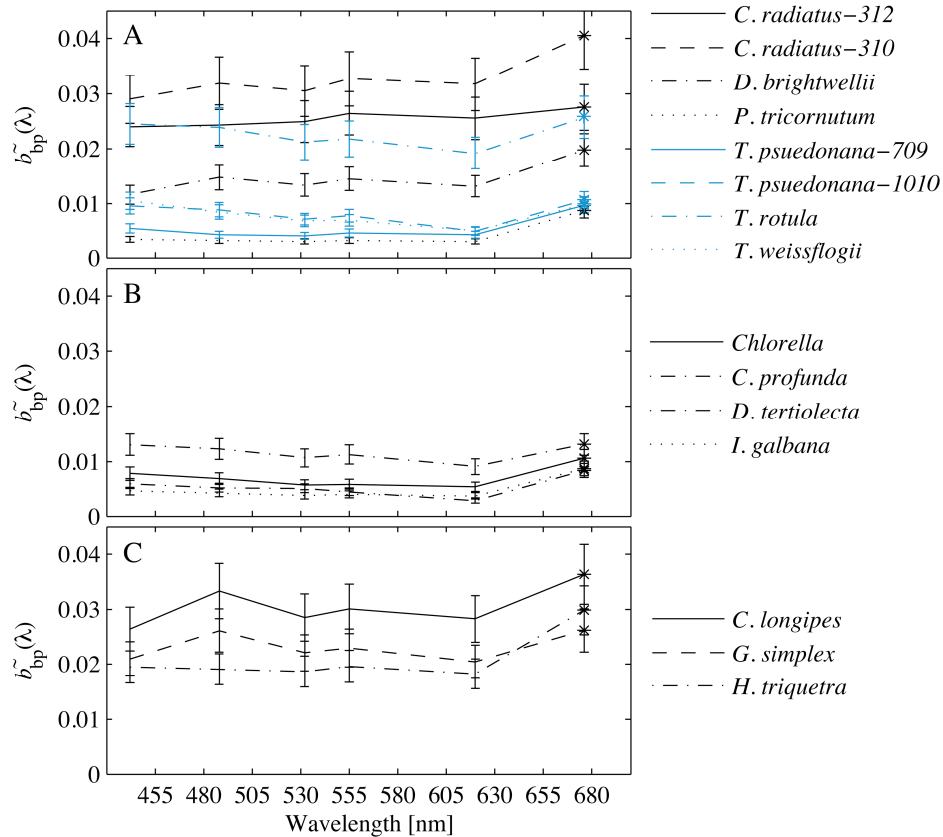 A
0.04
0.03
0.02
0.01
0
b̃bp(λ)
C. radiatus−312
C. radiatus−310
D. brightwellii
P. tricornutum
T. psuedonana−709
T. psuedonana−1010
T. rotula
T. weissflogii
B
0.04
0.03
0.02
0.01
0
b̃bp(λ)
Chlorella
C. profunda
D. tertiolecta
I. galbana
C
0.04
0.03
0.02
0.01
0
b̃bp(λ)
C. longipes
G. simplex
H. triquetra
455 480 505 530 555 580 605 630 655 680
Wavelength [nm]